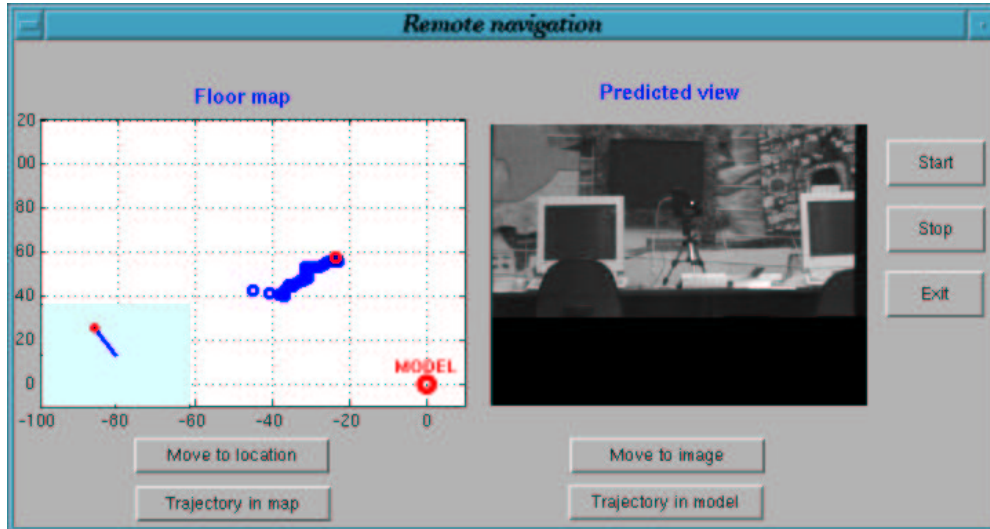 Remote navigation
Floor map
Predicted view
20
00
80
60
40
20
0
MODEL
-100
-80
-60
-40
-20
0
Start
Stop
Exit
Move to location
Move to image
Trajectory in map
Trajectory in model